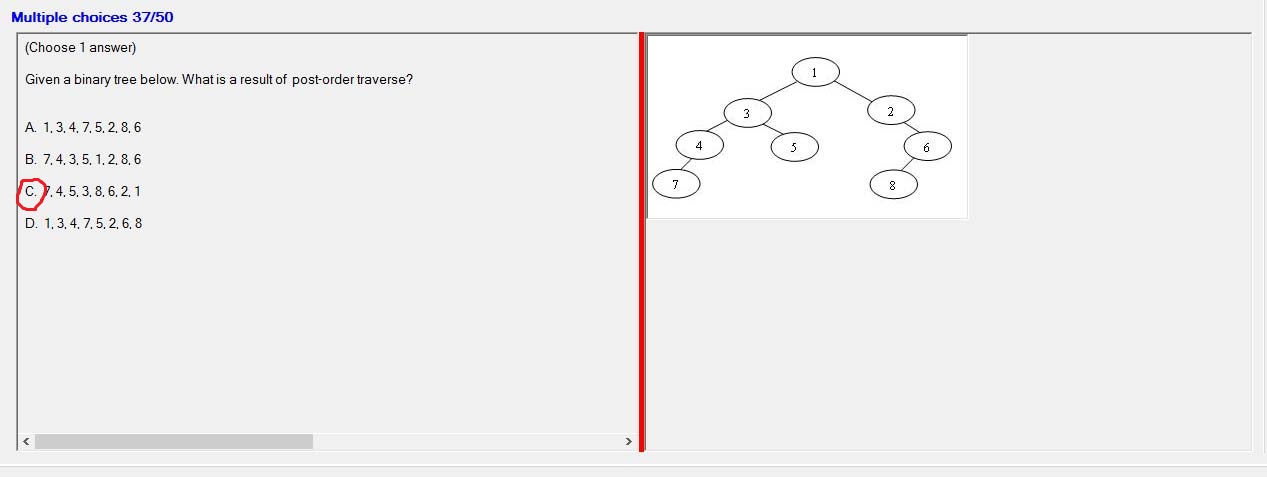 Multiple choices 37/50
(Choose 1 answer)
Given a binary tree below. What is a result of post-order traverse?
A. 1, 3, 4, 7, 5, 2, 8, 6
B. 7, 4, 3, 5, 1, 2, 8, 6
C. 7, 4, 5, 3, 8, 6, 2, 1
D. 1, 3, 4, 7, 5, 2, 6, 8
1
3
2
4
5
6
7
8